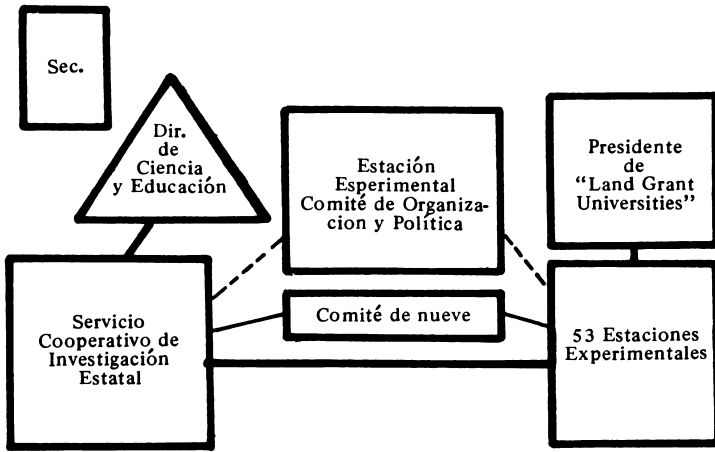 Sec.
Dir.
de
Ciencia
y Educación
Estación
Esperimental
Comité de Organiza-
cion y Política
Presidente
de
“Land Grant
Universities”
Servicio
Cooperativo de
Investigación
Estatal
Comité de nueve
53 Estaciones
Experimentales